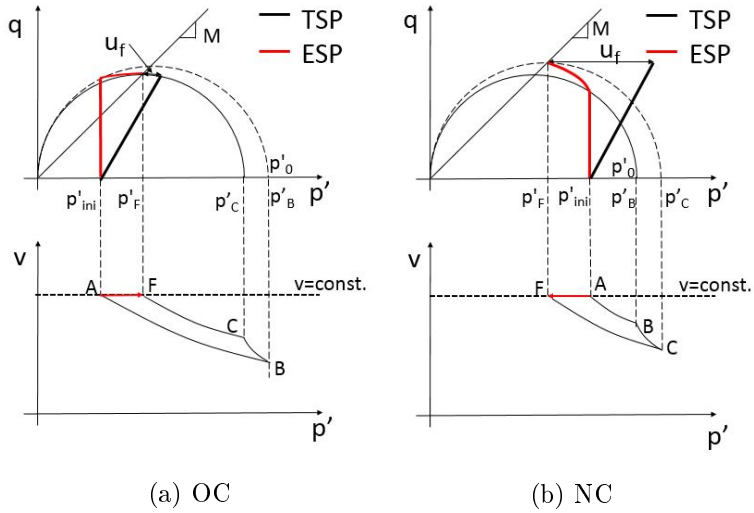 q
M
TSP
ESP
u_f
p'_0
p'_ini
p'_F
p'_C
p'_B
p'
v
A
F
v=const.
C
B
p'
(a) OC
q
M
TSP
ESP
u_f
p'_0
p'_F
p'_ini
p'_B
p'_C
p'
v
F
A
v=const.
B
C
p'
(b) NC